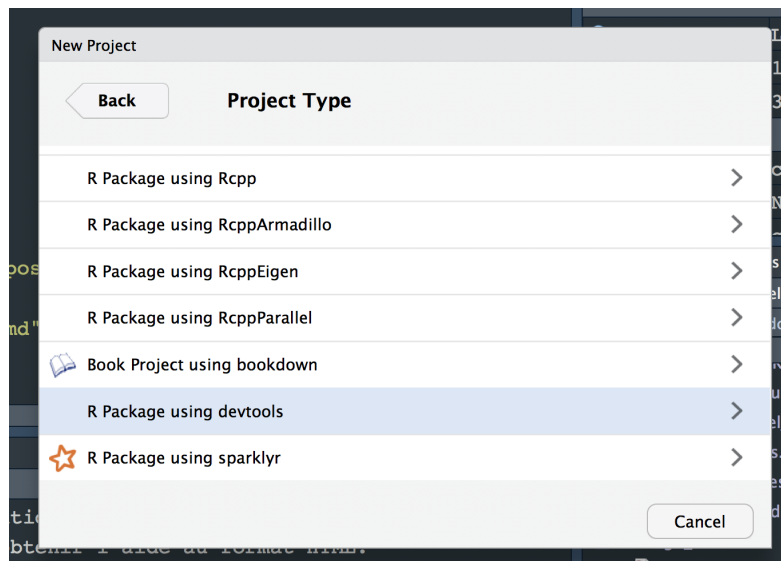 New Project
Back
Project Type
R Package using Rcpp
R Package using RcppArmadillo
R Package using RcppEigen
R Package using RcppParallel
Book Project using bookdown
R Package using devtools
R Package using sparklyr
Cancel